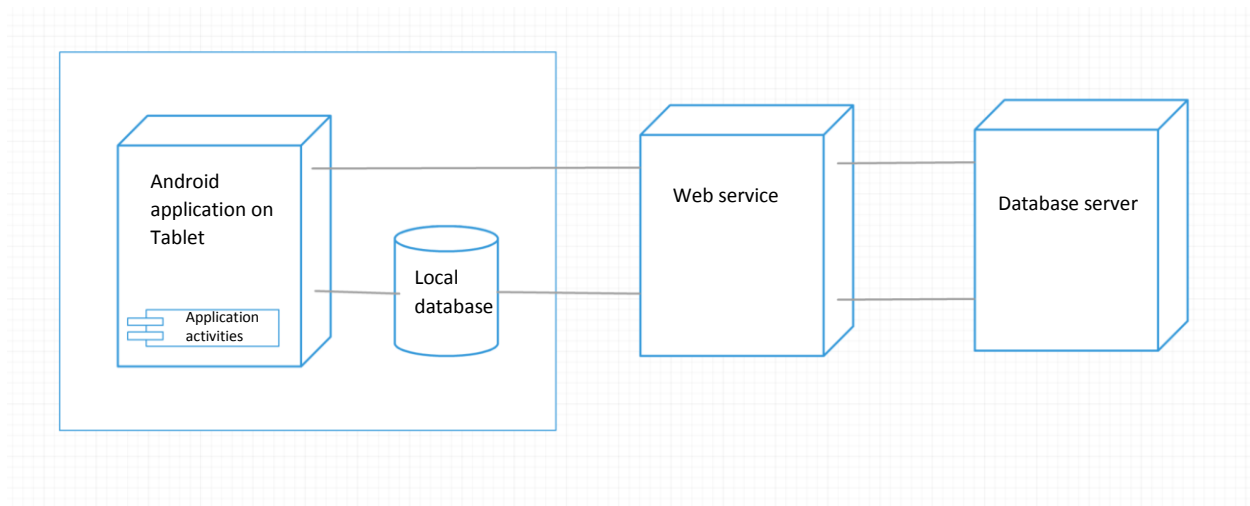 Android
application on
Tablet
Application
activities
Local
database
Web service
Database server